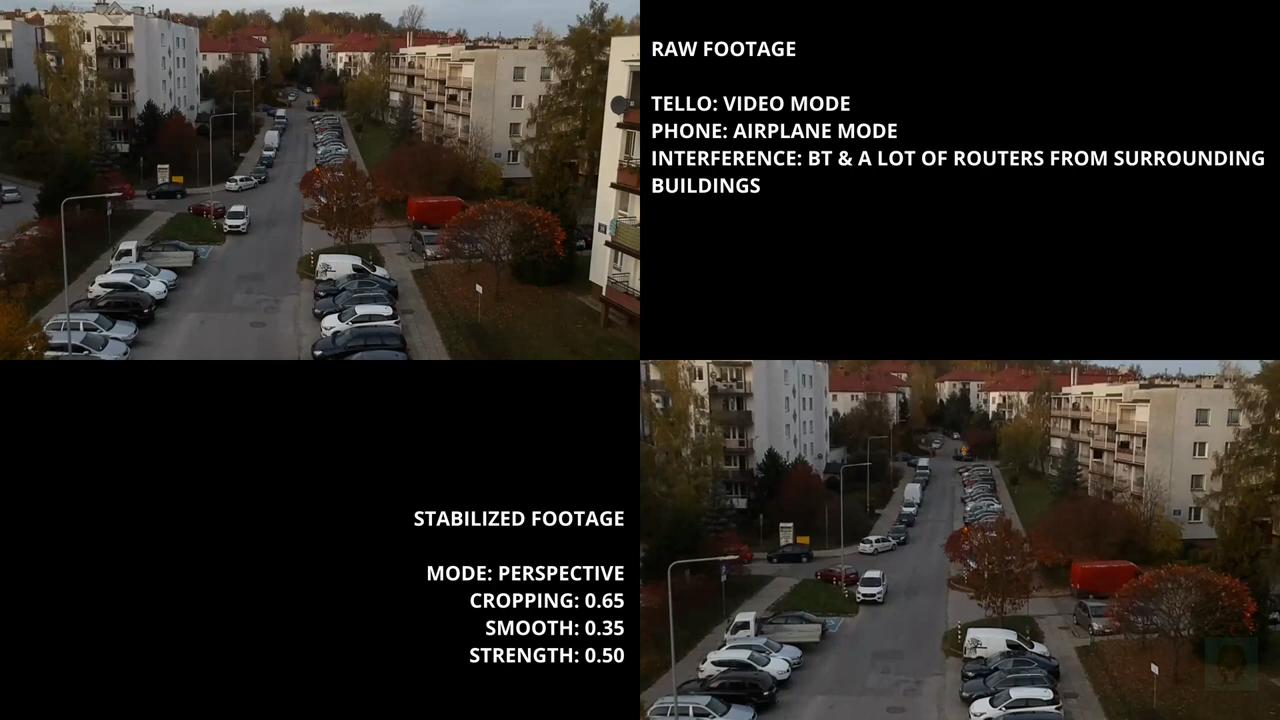 RAW FOOTAGE
TELLO: VIDEO MODE
PHONE: AIRPLANE MODE
INTERFERENCE: BT & A LOT OF ROUTERS FROM SURROUNDING
BUILDINGS
STABILIZED FOOTAGE
MODE: PERSPECTIVE
CROPPING: 0.65
SMOOTH: 0.35
STRENGTH: 0.50